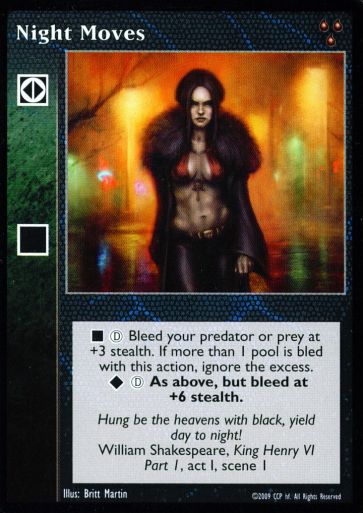 Night Moves
D Bleed your predator or prey at
+3 stealth. If more than 1 pool is bled
with this action, ignore the excess.
D As above, but bleed at
+6 stealth.
Hung be the heavens with black, yield
day to night!
William Shakespeare, King Henry VI
Part 1, act I, scene 1
Illus: Britt Martin
©2009 CCP hf. All Rights Reserved